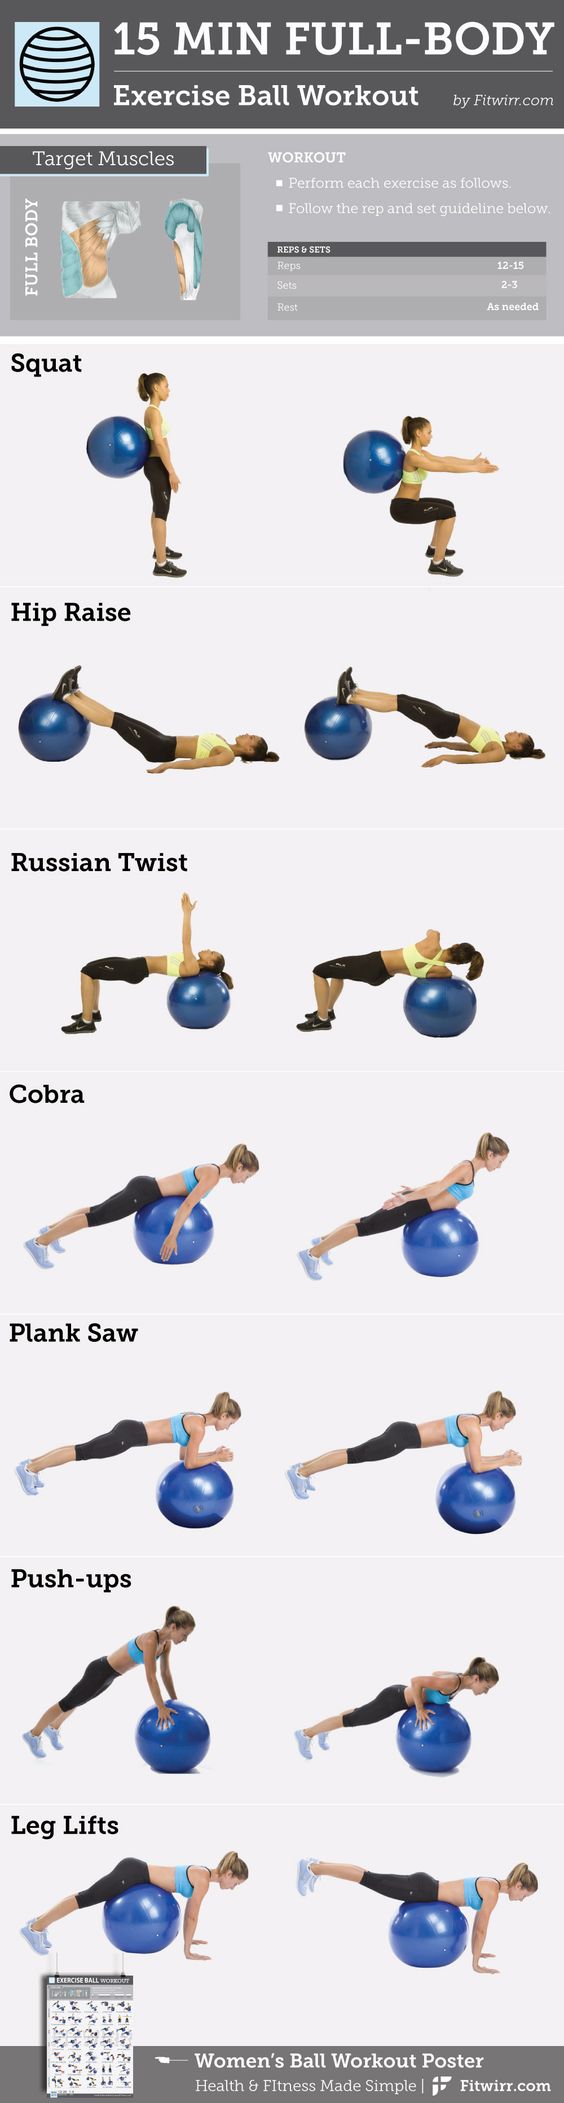 15 MIN FULL-BODY
Exercise Ball Workout by Fitwirr.com
Target Muscles
FULL BODY
WORKOUT
Perform each exercise as follows.
Follow the rep and set guideline below.
REPS & SETS
Reps 12-15
Sets 2-3
Rest As needed
Squat
Hip Raise
Russian Twist
Cobra
Plank Saw
Push-ups
Leg Lifts
EXERCISE BALL WORKOUT
Women's Ball Workout Poster
Health & FItness Made Simple | Fitwirr.com